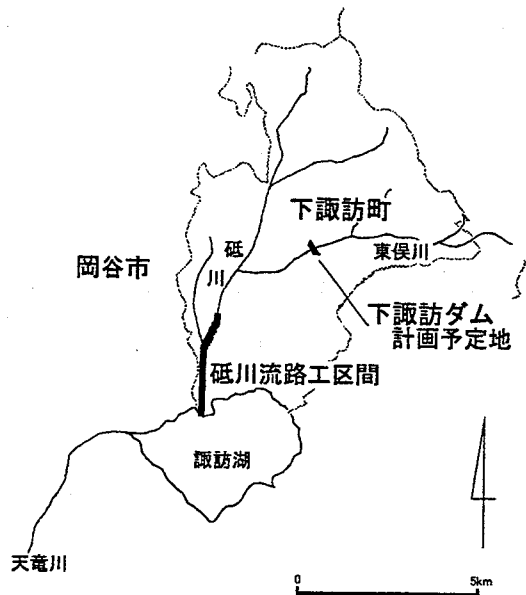 下諏訪町
砥川
東俣川
岡谷市
下諏訪ダム
計画予定地
砥川流路工区間
諏訪湖
天竜川
0 5km